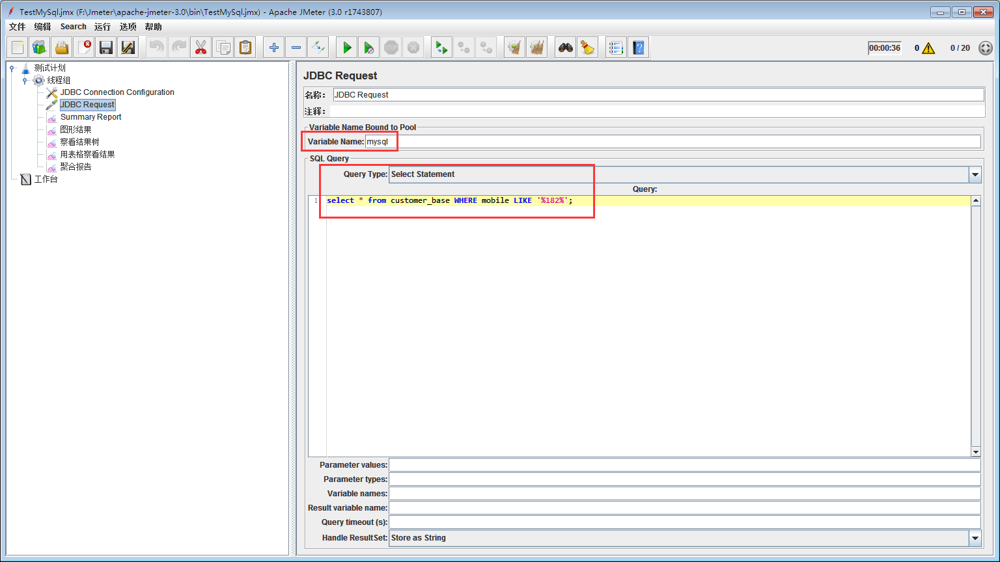 TestMySql.jmx (F:\Jmeter\apache-jmeter-3.0\bin\TestMySql.jmx) - Apache JMeter (3.0 r1743807)
文件 编辑 Search 运行 选项 帮助
STOP 00:00:36 0 0 / 20
测试计划
线程组
JDBC Connection Configuration
JDBC Request
Summary Report
图形结果
察看结果树
用表格察看结果
聚合报告
工作台
JDBC Request
名称： JDBC Request
注释：
Variable Name Bound to Pool
Variable Name: mysql
SQL Query
Query Type: Select Statement
Query:
1 select * from customer_base WHERE mobile LIKE '%182%';
Parameter values:
Parameter types:
Variable names:
Result variable name:
Query timeout (s):
Handle ResultSet: Store as String